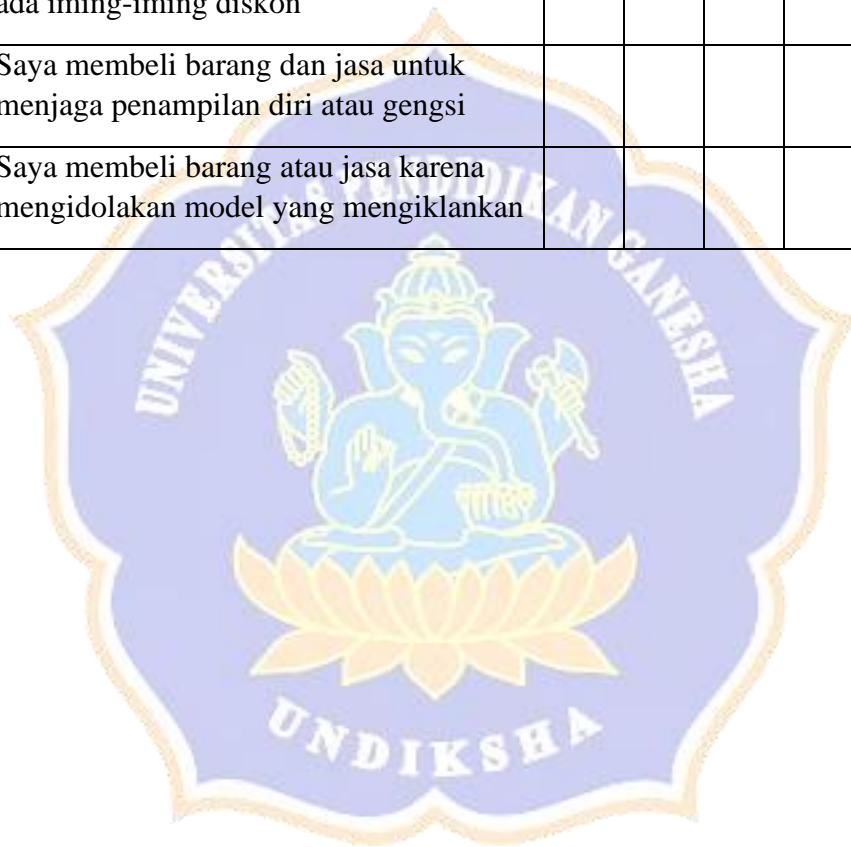 ada iming-iming diskon
Saya membeli barang dan jasa untuk
menjaga penampilan diri atau gengsi
Saya membeli barang atau jasa karena
mengidolakan model yang mengiklankan
UNIVERSITAS PENDIDIKAN GANESHA
UNDIKSHA